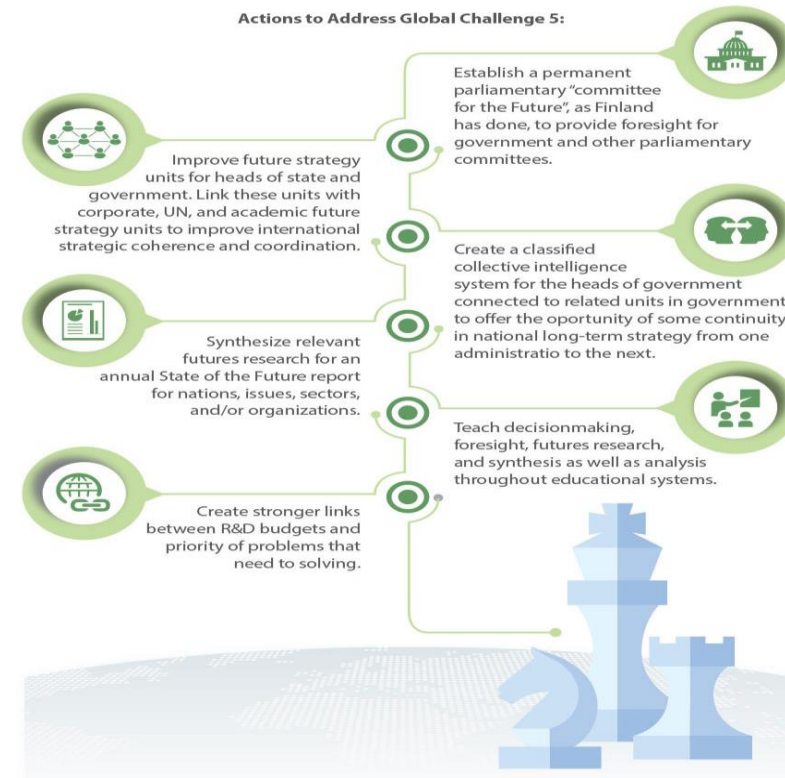 Actions to Address Global Challenge 5:
Establish a permanent
parliamentary “committee
for the Future”, as Finland
has done, to provide foresight for
government and other parliamentary
committees.
Improve future strategy
units for heads of state and
government. Link these units with
corporate, UN, and academic future
strategy units to improve international
strategic coherence and coordination.
Create a classified
collective intelligence
system for the heads of government
connected to related units in government
to offer the oportunity of some continuity
in national long-term strategy from one
administratio to the next.
Synthesize relevant
futures research for an
annual State of the Future report
for nations, issues, sectors,
and/or organizations.
Teach decisionmaking,
foresight, futures research,
and synthesis as well as analysis
throughout educational systems.
Create stronger links
between R&D budgets and
priority of problems that
need to solving.